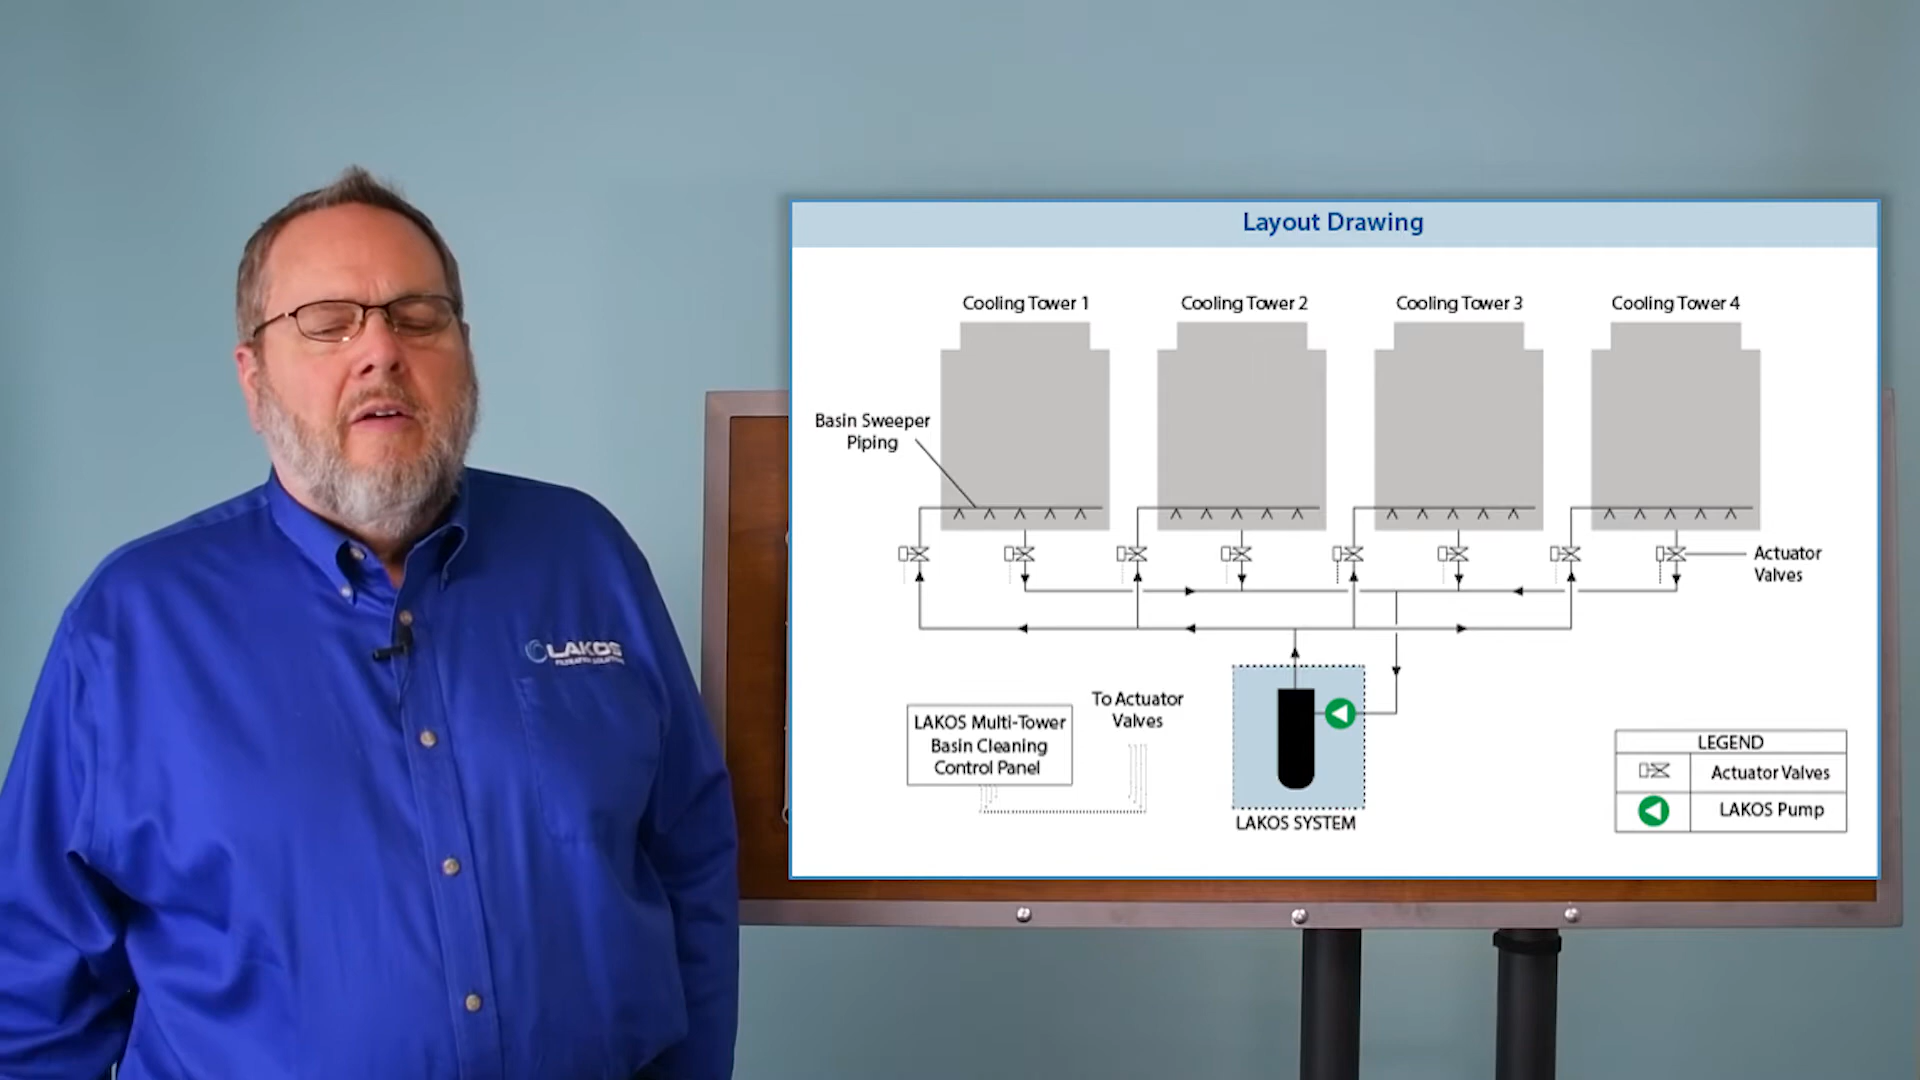 Layout Drawing
Cooling Tower 1
Cooling Tower 2
Cooling Tower 3
Cooling Tower 4
Basin Sweeper
Piping
Actuator
Valves
LAKOS
To Actuator
Valves
LAKOS Multi-Tower
Basin Cleaning
Control Panel
LAKOS SYSTEM
LEGEND
Actuator Valves
LAKOS Pump